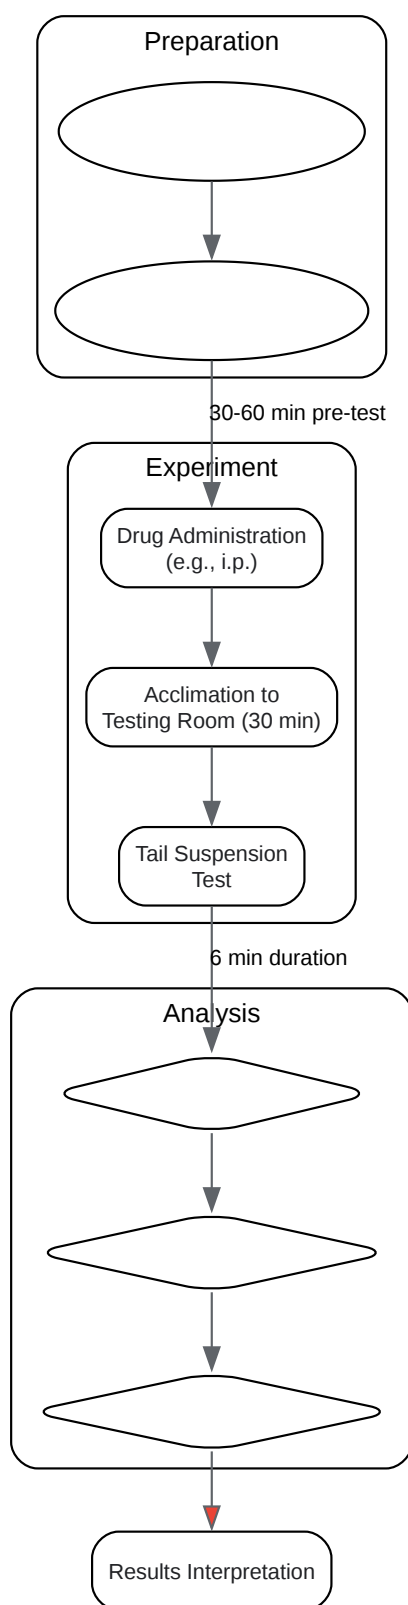 Preparation
30-60 min pre-test
Experiment
Drug Administration
(e.g., i.p.)
Acclimation to
Testing Room (30 min)
Tail Suspension
Test
6 min duration
Analysis
Results Interpretation